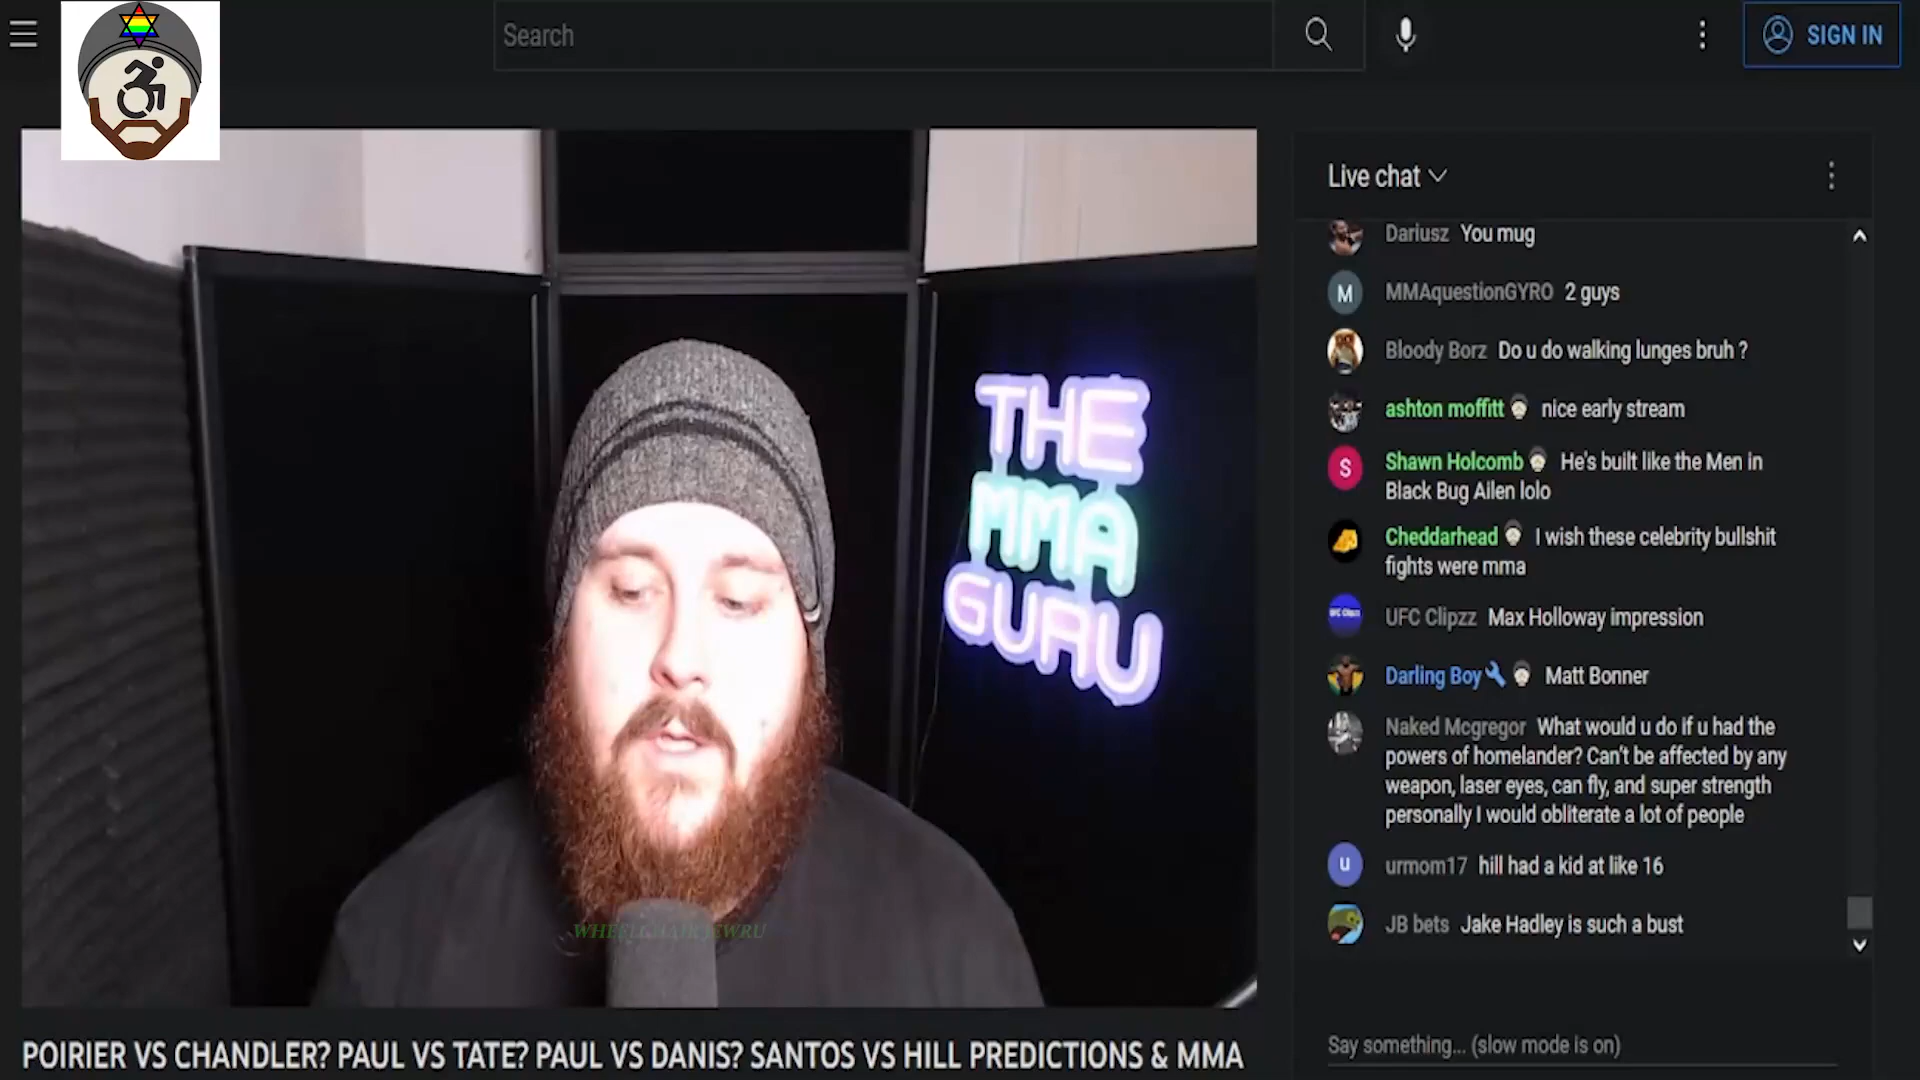 Search
SIGN IN
THE
MMA
GURU
WHEELCHAIR JEWRU
POIRIER VS CHANDLER? PAUL VS TATE? PAUL VS DANIS? SANTOS VS HILL PREDICTIONS & MMA
Live chat
Dariusz You mug
M MMAquestionGYRO 2 guys
Bloody Borz Do u do walking lunges bruh ?
ashton moffitt nice early stream
S Shawn Holcomb He's built like the Men in
Black Bug Ailen lolo
Cheddarhead I wish these celebrity bullshit
fights were mma
UFC Clipzz Max Holloway impression
Darling Boy Matt Bonner
Naked Mcgregor What would u do if u had the
powers of homelander? Can't be affected by any
weapon, laser eyes, can fly, and super strength
personally I would obliterate a lot of people
u urmom17 hill had a kid at like 16
JB bets Jake Hadley is such a bust
Say something... (slow mode is on)